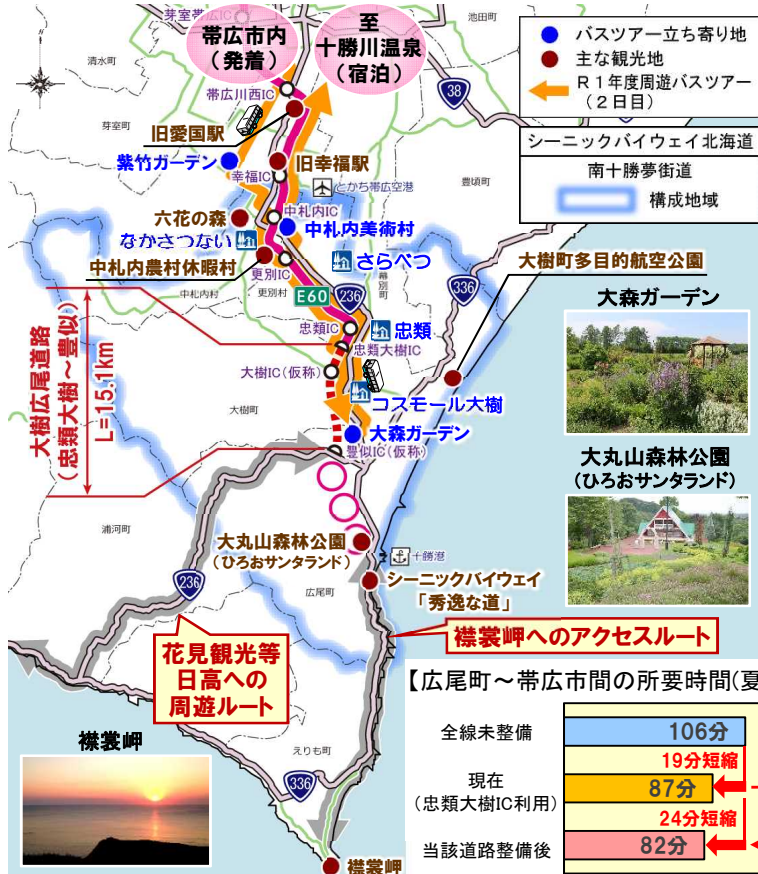 芽室帯広IC
池田町
帯広市内
(発着)
至
十勝川温泉
(宿泊)
バスツアー立ち寄り地
主な観光地
R1年度周遊バスツアー
(2日目)
シーニックバイウェイ北海道
南十勝夢街道
構成地域
清水町
芽室町
帯広川西IC
38
旧愛国駅
紫竹ガーデン
旧幸福駅
幸福IC
とかち帯広空港
豊頃町
六花の森
中札内IC
なかさつない
中札内美術村
中札内農村休暇村
更別IC
さらべつ
幕別町
中札内村
更別村
大樹町多目的航空公園
336
E60
236
忠類IC
忠類
忠類大樹IC
大樹IC(仮称)
大樹広尾道路
(忠類大樹~豊似)
L=15.1km
大樹町
コスモール大樹
大森ガーデン
豊似IC(仮称)
大森ガーデン
大丸山森林公園
(ひろおサンタランド)
浦河町
大丸山森林公園
(ひろおサンタランド)
十勝港
236
広尾町
シーニックバイウェイ
「秀逸な道」
花見観光等
日高への
周遊ルート
襟裳岬へのアクセスルート
襟裳岬
えりも町
336
襟裳岬
【広尾町~帯広市間の所要時間(夏
全線未整備
106分
19分短縮
現在
(忠類大樹IC利用)
87分
24分短縮
当該道路整備後
82分